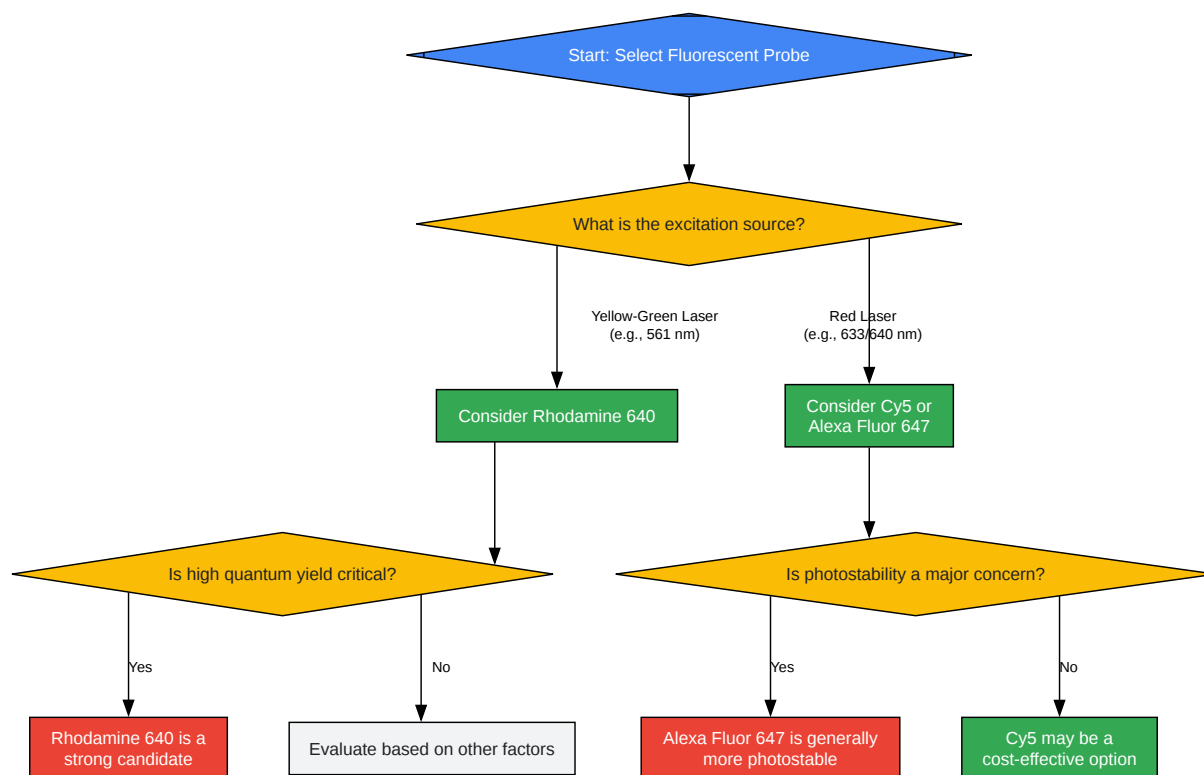 Start: Select Fluorescent Probe
What is the excitation source?
Yellow-Green Laser
(e.g., 561 nm)
Red Laser
(e.g., 633/640 nm)
Consider Rhodamine 640
Consider Cy5 or
Alexa Fluor 647
Is high quantum yield critical?
Is photostability a major concern?
Yes
No
Yes
No
Rhodamine 640 is a
strong candidate
Evaluate based on other factors
Alexa Fluor 647 is generally
more photostable
Cy5 may be a
cost-effective option